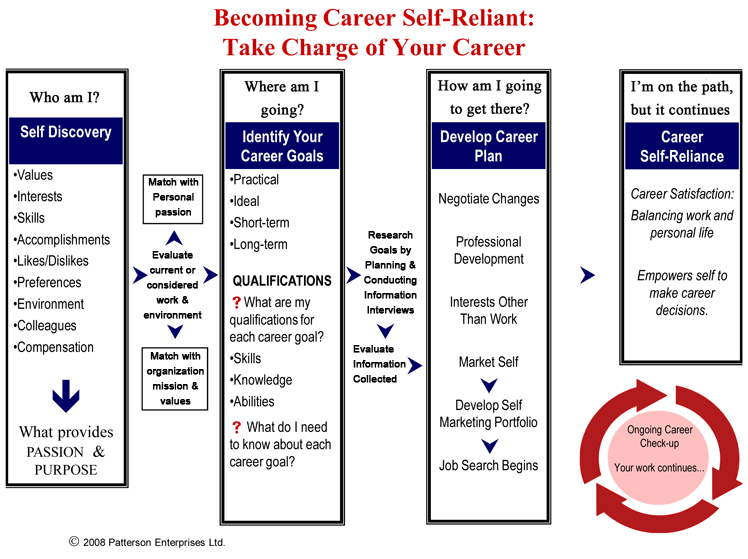 Becoming Career Self-Reliant:
Take Charge of Your Career
Who am I?
Self Discovery
•Values
•Interests
•Skills
•Accomplishments
•Likes/Dislikes
•Preferences
•Environment
•Colleagues
•Compensation
What provides
PASSION &
PURPOSE
Match with
Personal
passion
Evaluate
current or
considered
work &
environment
Match with
organization
mission &
values
Where am I
going?
Identify Your
Career Goals
•Practical
•Ideal
•Short-term
•Long-term
QUALIFICATIONS
? What are my
qualifications for
each career goal?
•Skills
•Knowledge
•Abilities
? What do I need
to know about each
career goal?
Research
Goals by
Planning &
Conducting
Information
Interviews
Evaluate
Information
Collected
How am I going
to get there?
Develop Career
Plan
Negotiate Changes
Professional
Development
Interests Other
Than Work
Market Self
Develop Self
Marketing Portfolio
Job Search Begins
I'm on the path,
but it continues
Career
Self-Reliance
Career Satisfaction:
Balancing work and
personal life
Empowers self to
make career
decisions.
Ongoing Career
Check-up
Your work continues...
© 2008 Patterson Enterprises Ltd.